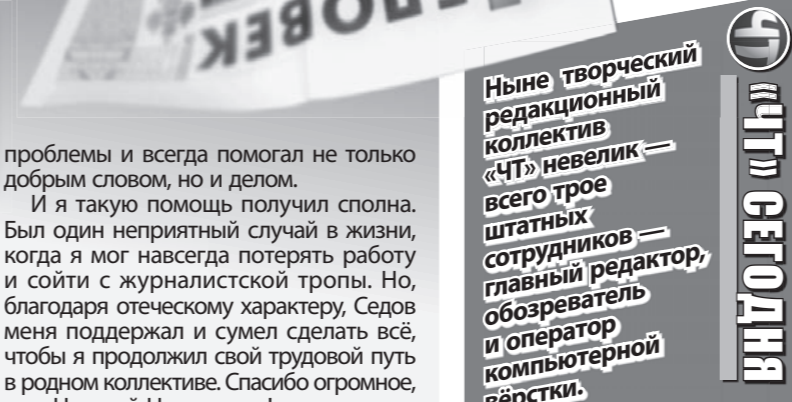 ЧЕЛОВЕК
проблемы и всегда помогал не только
добрым словом, но и делом.
И я такую помощь получил сполна.
Был один неприятный случай в жизни,
когда я мог навсегда потерять работу
и сойти с журналистской тропы. Но,
благодаря отеческому характеру, Седов
меня поддержал и сумел сделать всё,
чтобы я продолжил свой трудовой путь
в родном коллективе. Спасибо огромное,
Ныне творческий
редакционный
коллектив
«ЧТ» невелик —
всего трое
штатных
сотрудников —
главный редактор,
обозреватель
и оператор
компьютерной
вёрстки.
ЧТ
«ЧТ» СЕГОДНЯ